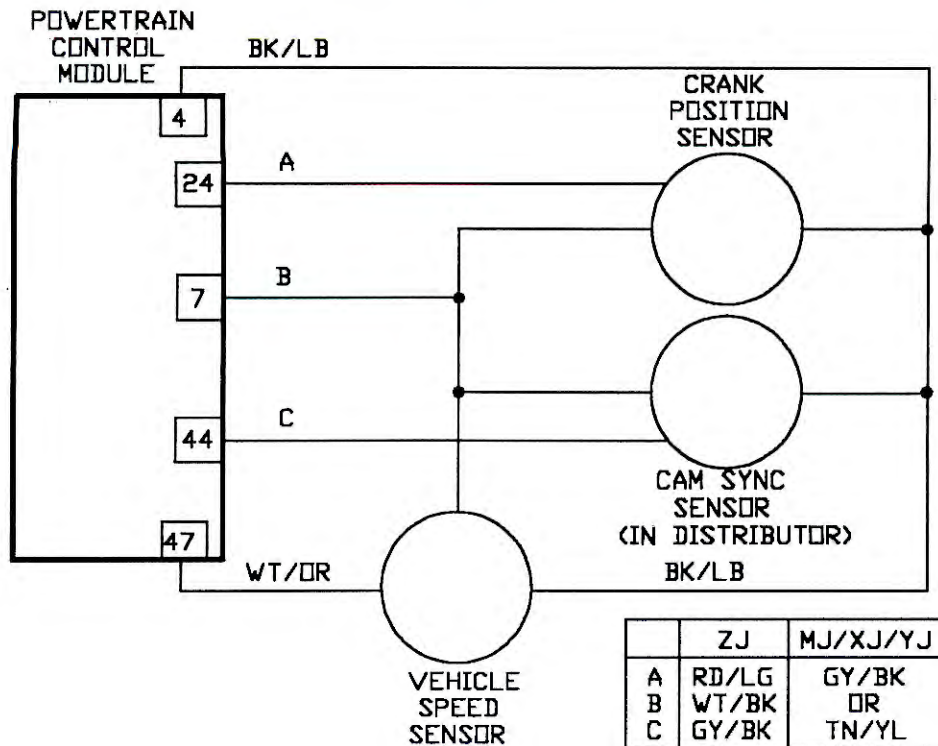 POWERTRAIN
CONTROL
MODULE
BK/LB
4
24
A
7
B
44
C
47
WT/OR
CRANK
POSITION
SENSOR
CAM SYNC
SENSOR
(IN DISTRIBUTOR)
BK/LB
VEHICLE
SPEED
SENSOR
ZJ MJ/XJ/YJ
A RD/LG GY/BK
B WT/BK OR
C GY/BK TN/YL